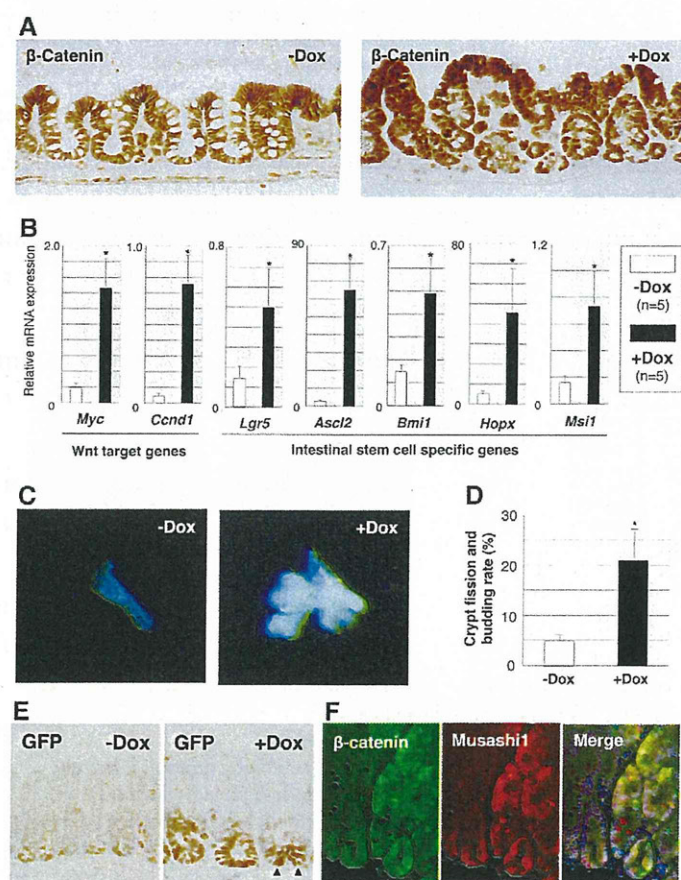 A
β-Catenin -Dox
β-Catenin +Dox
B
Relative mRNA expression
2.0 1.0 0.8 90 0.7 80 1.2
0 0 0 0 0 0 0
* * * * * * *
Myc Ccnd1 Lgr5 Ascl2 Bmi1 Hopx Msi1
Wnt target genes Intestinal stem cell specific genes
-Dox
(n=5)
+Dox
(n=5)
C
-Dox +Dox
D
Crypt fission and
budding rate (%)
30
20
10
0
*
-Dox +Dox
E
GFP -Dox GFP +Dox
F
β-catenin Musashi1 Merge